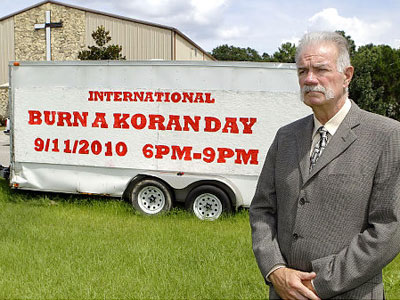 INTERNATIONAL
BURN A KORAN DAY
9/11/2010 6PM-9PM